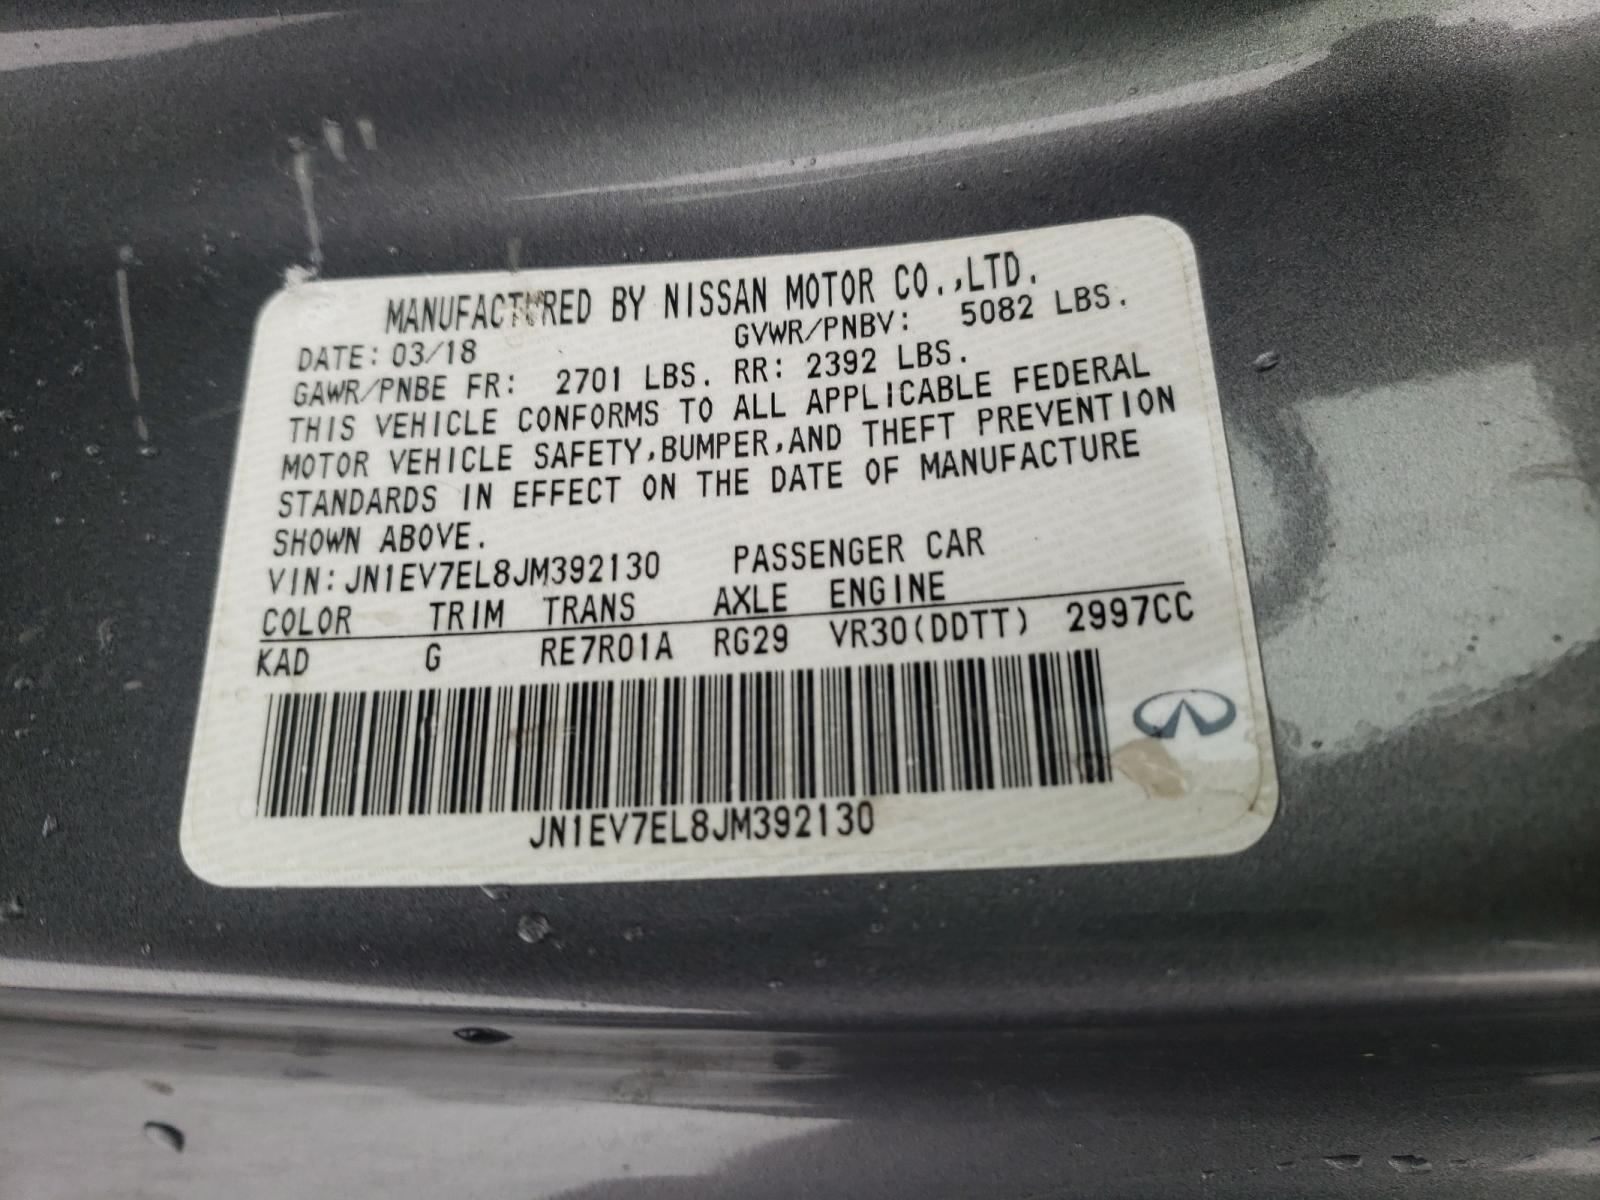 MANUFACTURED BY NISSAN MOTOR CO.,LTD.
DATE: 03/18 GVWR/PNBV: 5082 LBS.
GAWR/PNBE FR: 2701 LBS. RR: 2392 LBS.
THIS VEHICLE CONFORMS TO ALL APPLICABLE FEDERAL
MOTOR VEHICLE SAFETY,BUMPER,AND THEFT PREVENTION
STANDARDS IN EFFECT ON THE DATE OF MANUFACTURE
SHOWN ABOVE.
VIN: JN1EV7EL8JM392130 PASSENGER CAR
COLOR TRIM TRANS AXLE ENGINE
KAD G RE7R01A RG29 VR30(DDTT) 2997CC
JN1EV7EL8JM392130